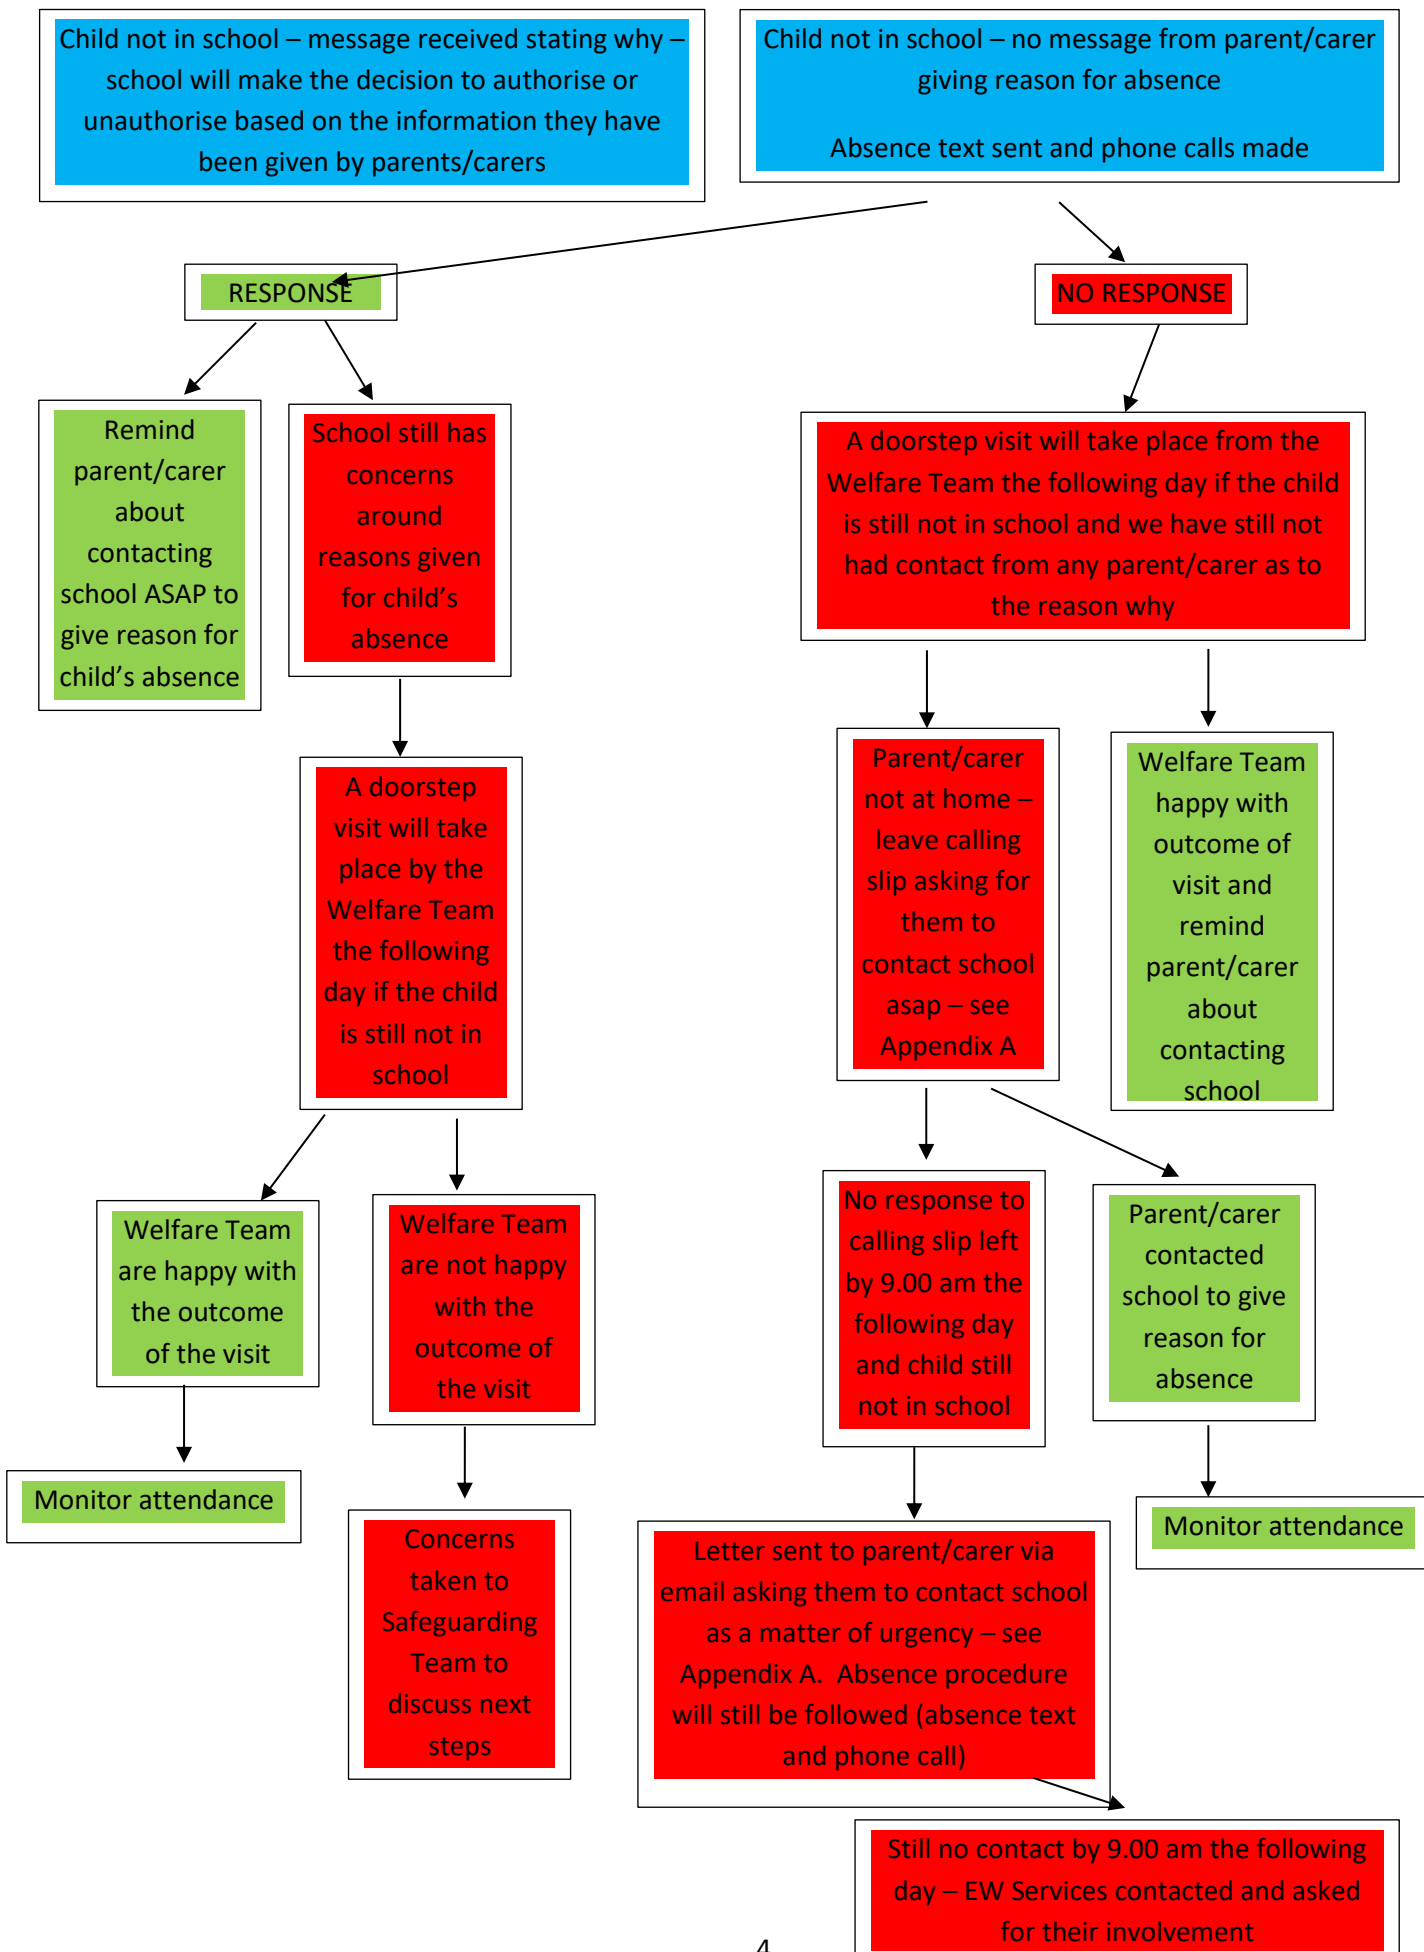 Child not in school – message received stating why –
school will make the decision to authorise or
unauthorise based on the information they have
been given by parents/carers
Child not in school – no message from parent/carer
giving reason for absence
Absence text sent and phone calls made
RESPONSE
NO RESPONSE
Remind
parent/carer
about
contacting
school ASAP to
give reason for
child’s absence
School still has
concerns
around
reasons given
for child’s
absence
A doorstep visit will take place from the
Welfare Team the following day if the child
is still not in school and we have still not
had contact from any parent/carer as to
the reason why
A doorstep
visit will take
place by the
Welfare Team
the following
day if the child
is still not in
school
Parent/carer
not at home –
leave calling
slip asking for
them to
contact school
asap – see
Appendix A
Welfare Team
happy with
outcome of
visit and
remind
parent/carer
about
contacting
school
Welfare Team
are happy with
the outcome
of the visit
Welfare Team
are not happy
with the
outcome of
the visit
No response to
calling slip left
by 9.00 am the
following day
and child still
not in school
Parent/carer
contacted
school to give
reason for
absence
Monitor attendance
Concerns
taken to
Safeguarding
Team to
discuss next
steps
Letter sent to parent/carer via
email asking them to contact school
as a matter of urgency – see
Appendix A.  Absence procedure
will still be followed (absence text
and phone call)
Monitor attendance
Still no contact by 9.00 am the following
day – EW Services contacted and asked
for their involvement
4